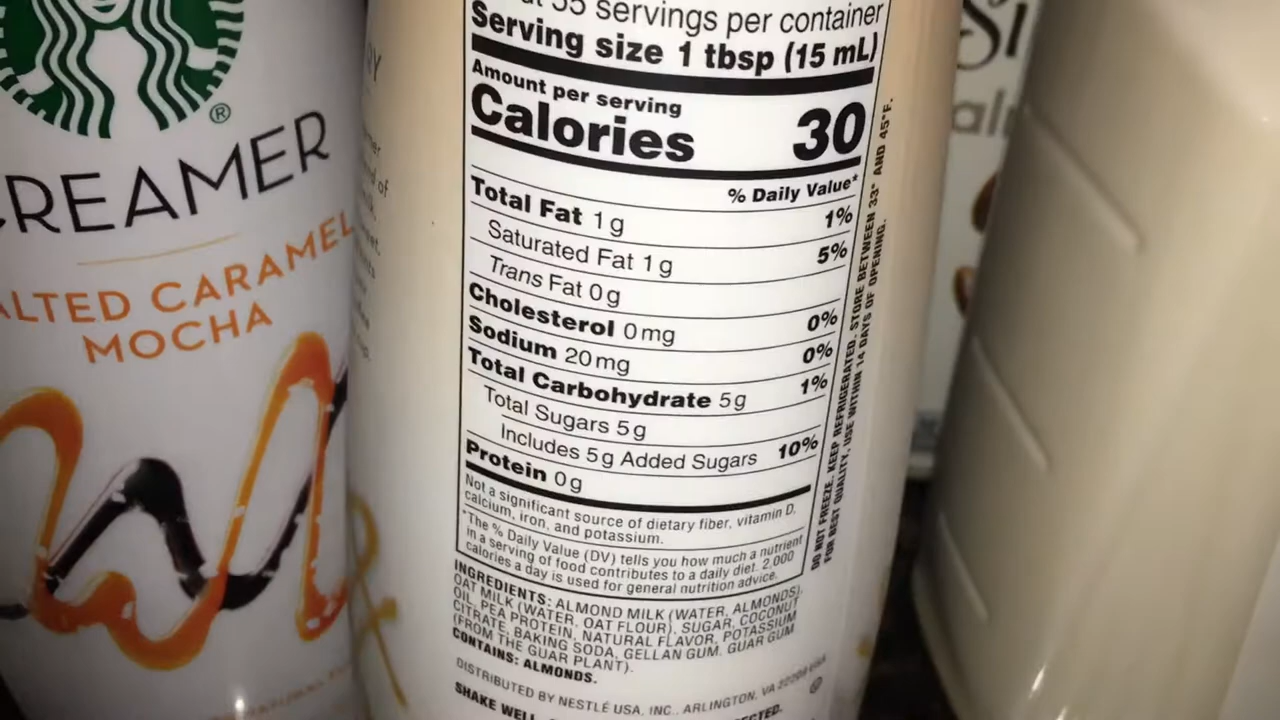 ®
CREAMER
ALTED CARAMEL
MOCHA
55 servings per container
Serving size 1 tbsp (15 mL)
Amount per serving
Calories 30
% Daily Value*
Total Fat 1g 1%
Saturated Fat 1g 5%
Trans Fat 0g
Cholesterol 0mg 0%
Sodium 20mg 0%
Total Carbohydrate 5g 1%
Total Sugars 5g
Includes 5g Added Sugars 10%
Protein 0g
Not a significant source of dietary fiber, vitamin D,
calcium, iron, and potassium.
*The % Daily Value (DV) tells you how much a nutrient
in a serving of food contributes to a daily diet. 2,000
calories a day is used for general nutrition advice.
INGREDIENTS: ALMOND MILK (WATER, ALMONDS),
OAT MILK (WATER, OAT FLOUR), SUGAR, COCONUT
OIL, PEA PROTEIN, NATURAL FLAVOR, POTASSIUM
CITRATE, BAKING SODA, GELLAN GUM, GUAR GUM
(FROM THE GUAR PLANT).
CONTAINS: ALMONDS.
DISTRIBUTED BY NESTLÉ USA, INC., ARLINGTON, VA 22209 USA
SHAKE WELL.
DO NOT FREEZE. KEEP REFRIGERATED. STORE BETWEEN 33° AND 45°F.
FOR BEST QUALITY, USE WITHIN 14 DAYS OF OPENING.